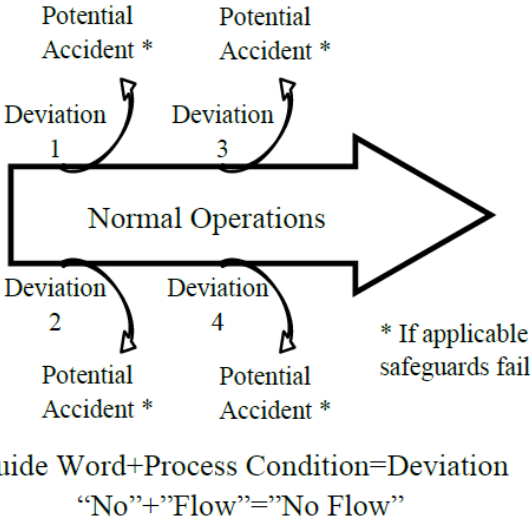 Potential
Accident *
Potential
Accident *
Deviation
1
Deviation
3
Normal Operations
Deviation
2
Deviation
4
Potential
Accident *
Potential
Accident *
* If applicable
safeguards fail
Word+Process Condition=Deviation
“No”+”Flow”=”No Flow”